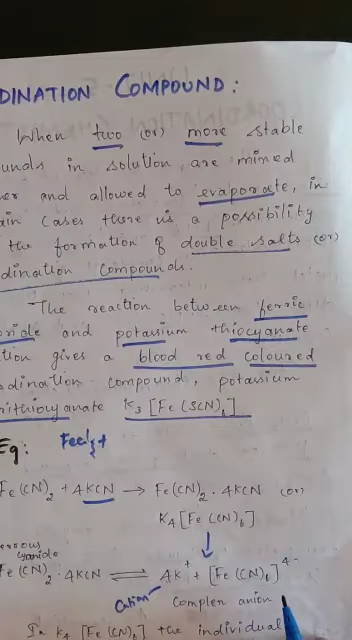 DINATION COMPOUND:
When two (or) more stable
unds in solution, are mixed
er and allowed to evaporate, in
ain cases there is a possibility
the formation of double salts (or)
dination compounds.
The reaction between ferric
oride and potassium thiocyanate
tion gives a blood red coloured
dination compound, potassium
rithiocyanate K₃ [Fe(SCN)₆]
Eg:
Fe(CN)₂ + 4KCN → Fe(CN)₂ · 4KCN (or)
K₄[Fe(CN)₆]
errous
cyanide
Fe(CN)₂ · 4KCN ⇌ 4K⁺ + [Fe(CN)₆]⁴⁻
Cation
Complex anion
In K₄ [Fe(CN)₆] the individual